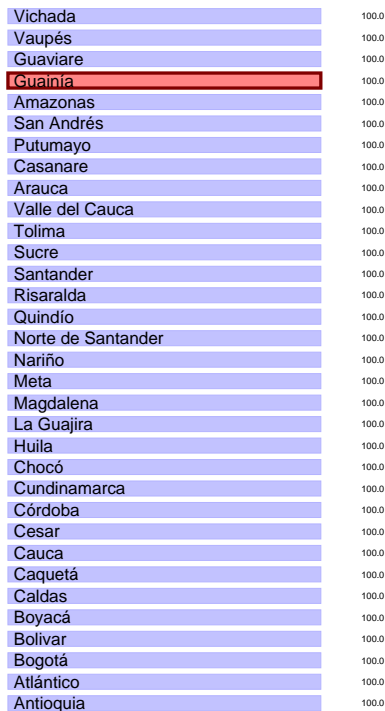 Vichada 100.0
Vaupés 100.0
Guaviare 100.0
Guainía 100.0
Amazonas 100.0
San Andrés 100.0
Putumayo 100.0
Casanare 100.0
Arauca 100.0
Valle del Cauca 100.0
Tolima 100.0
Sucre 100.0
Santander 100.0
Risaralda 100.0
Quindío 100.0
Norte de Santander 100.0
Nariño 100.0
Meta 100.0
Magdalena 100.0
La Guajira 100.0
Huila 100.0
Chocó 100.0
Cundinamarca 100.0
Córdoba 100.0
Cesar 100.0
Cauca 100.0
Caquetá 100.0
Caldas 100.0
Boyacá 100.0
Bolivar 100.0
Bogotá 100.0
Atlántico 100.0
Antioquia 100.0